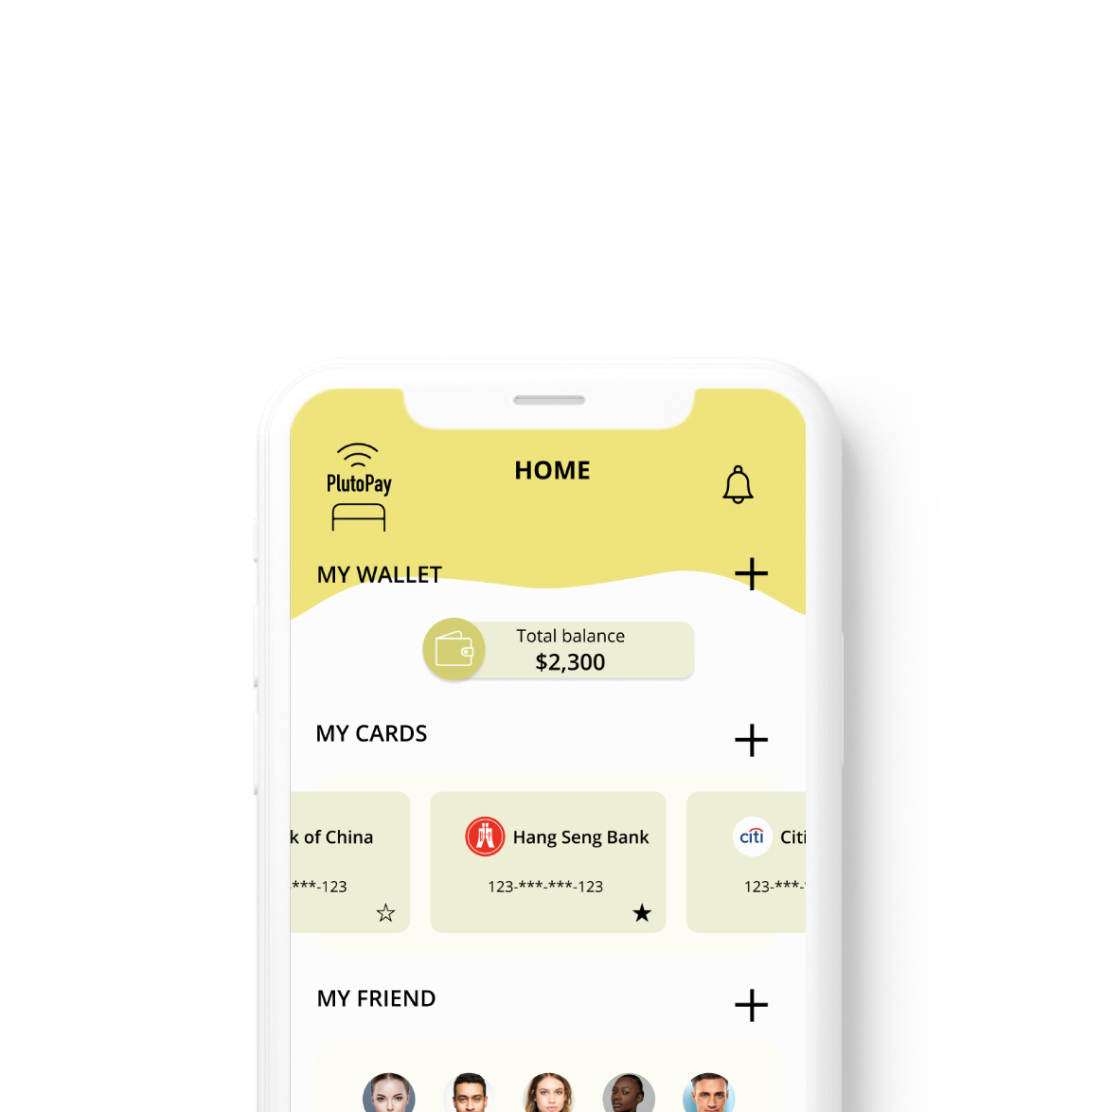 HOME
PlutoPay
MY WALLET
Total balance
$2,300
MY CARDS
k of China
Hang Seng Bank
citi
Citi
***-123
123-***-***-123
123-***-
MY FRIEND